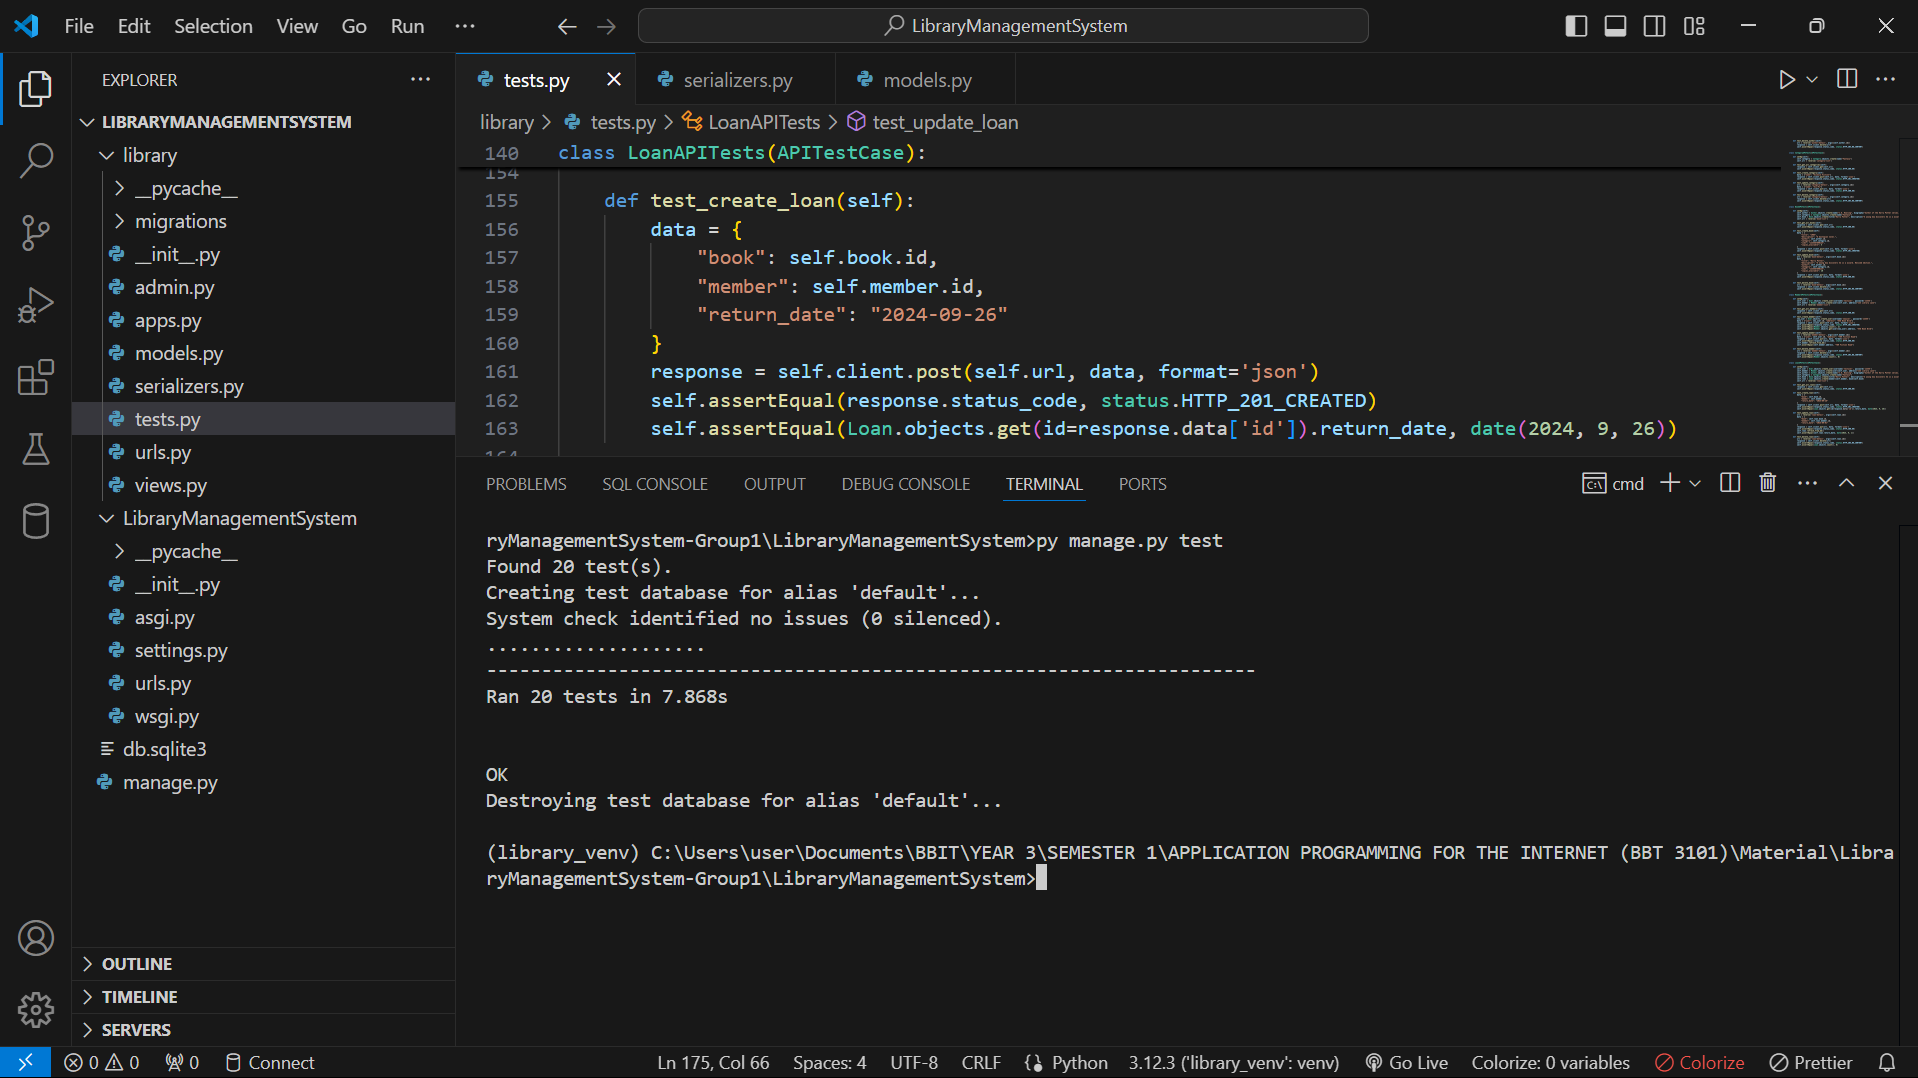 File Edit Selection View Go Run ···
LibraryManagementSystem
EXPLORER
LIBRARYMANAGEMENTSYSTEM
library
__pycache__
migrations
__init__.py
admin.py
apps.py
models.py
serializers.py
tests.py
urls.py
views.py
LibraryManagementSystem
__pycache__
__init__.py
asgi.py
settings.py
urls.py
wsgi.py
db.sqlite3
manage.py
OUTLINE
TIMELINE
SERVERS
tests.py serializers.py models.py
library > tests.py > LoanAPITests > test_update_loan
140 class LoanAPITests(APITestCase):
154
155 def test_create_loan(self):
156 data = {
157 "book": self.book.id,
158 "member": self.member.id,
159 "return_date": "2024-09-26"
160 }
161 response = self.client.post(self.url, data, format='json')
162 self.assertEqual(response.status_code, status.HTTP_201_CREATED)
163 self.assertEqual(Loan.objects.get(id=response.data['id']).return_date, date(2024, 9, 26))
164
PROBLEMS SQL CONSOLE OUTPUT DEBUG CONSOLE TERMINAL PORTS
cmd
ryManagementSystem-Group1\LibraryManagementSystem>py manage.py test
Found 20 test(s).
Creating test database for alias 'default'...
System check identified no issues (0 silenced).
....................
----------------------------------------------------------------------
Ran 20 tests in 7.868s
OK
Destroying test database for alias 'default'...
(library_venv) C:\Users\user\Documents\BBIT\YEAR 3\SEMESTER 1\APPLICATION PROGRAMMING FOR THE INTERNET (BBT 3101)\Material\Libra
ryManagementSystem-Group1\LibraryManagementSystem>
0 0 0 Connect Ln 175, Col 66 Spaces: 4 UTF-8 CRLF Python 3.12.3 ('library_venv': venv) Go Live Colorize: 0 variables Colorize Prettier